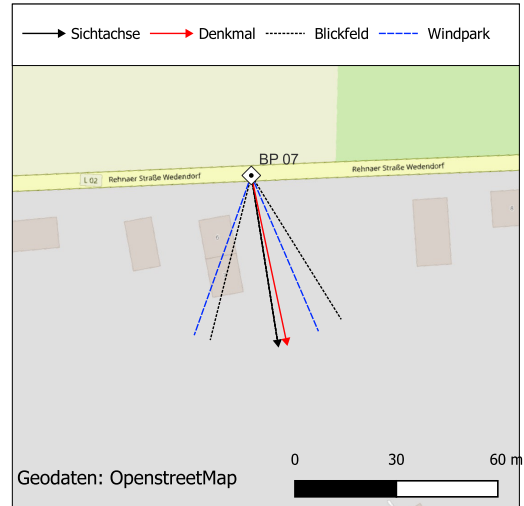 Sichtachse Denkmal Blickfeld Windpark
BP 07
Rehnaer Straße Wedendorf
L 02 Rehnaer Straße Wedendorf
0 30 60 m
Geodaten: OpenstreetMap